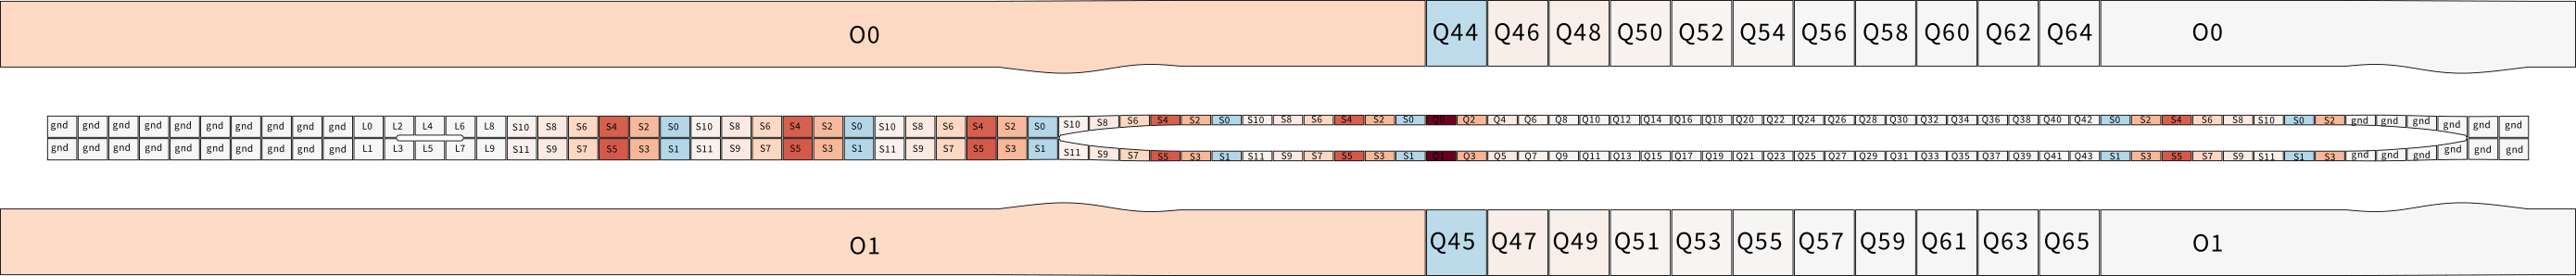 O0 Q44 Q46 Q48 Q50 Q52 Q54 Q56 Q58 Q60 Q62 Q64 O0
gnd gnd gnd gnd gnd gnd gnd gnd gnd gnd L0 L2 L4 L6 L8 S10 S8 S6 S4 S2 S0 S10 S8 S6 S4 S2 S0 S10 S8 S6 S4 S2 S0 S10 S8 S6 S4 S2 S0 S10 S8 S6 S4 S2 S0 Q0 Q2 Q4 Q6 Q8 Q10 Q12 Q14 Q16 Q18 Q20 Q22 Q24 Q26 Q28 Q30 Q32 Q34 Q36 Q38 Q40 Q42 S0 S2 S4 S6 S8 S10 S0 S2 gnd gnd gnd gnd gnd gnd
gnd gnd gnd gnd gnd gnd gnd gnd gnd gnd L1 L3 L5 L7 L9 S11 S9 S7 S5 S3 S1 S11 S9 S7 S5 S3 S1 S11 S9 S7 S5 S3 S1 S11 S9 S7 S5 S3 S1 S11 S9 S7 S5 S3 S1 Q1 Q3 Q5 Q7 Q9 Q11 Q13 Q15 Q17 Q19 Q21 Q23 Q25 Q27 Q29 Q31 Q33 Q35 Q37 Q39 Q41 Q43 S1 S3 S5 S7 S9 S11 S1 S3 gnd gnd gnd gnd gnd gnd
O1 Q45 Q47 Q49 Q51 Q53 Q55 Q57 Q59 Q61 Q63 Q65 O1